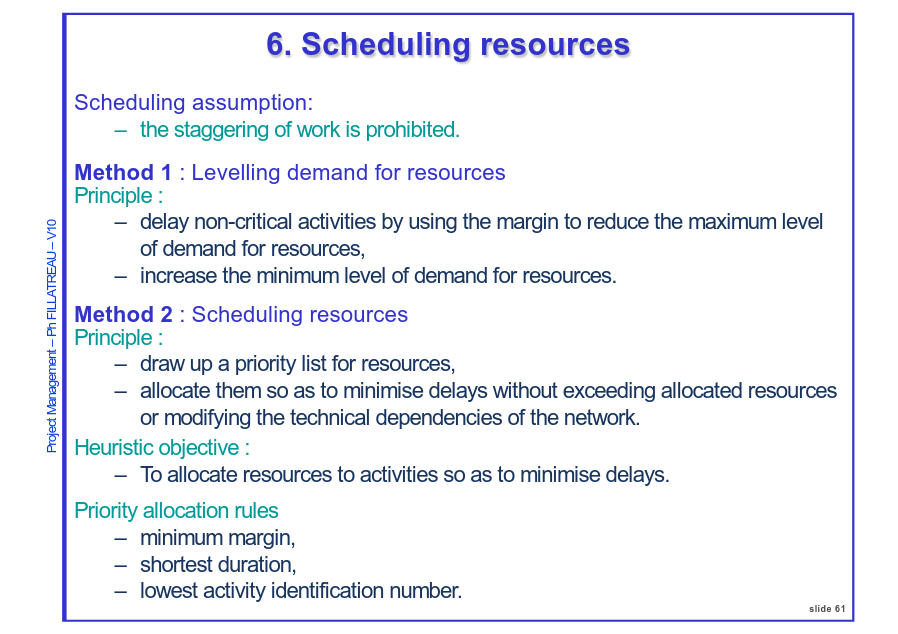 6. Scheduling resources
Scheduling assumption:
– the staggering of work is prohibited.
Method 1 : Levelling demand for resources
Principle :
– delay non-critical activities by using the margin to reduce the maximum level
of demand for resources,
– increase the minimum level of demand for resources.
Method 2 : Scheduling resources
Principle :
– draw up a priority list for resources,
– allocate them so as to minimise delays without exceeding allocated resources
or modifying the technical dependencies of the network.
Heuristic objective :
– To allocate resources to activities so as to minimise delays.
Priority allocation rules
– minimum margin,
– shortest duration,
– lowest activity identification number.
slide 61
Project Management – Ph FILLATREAU – V10